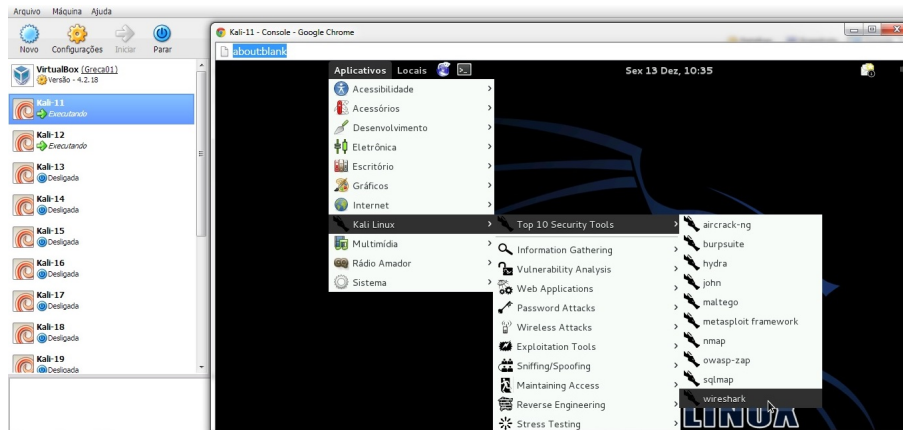 Arquivo Máquina Ajuda
Novo Configurações Iniciar Parar
VirtualBox (Greca01)
Versão - 4.2.18
Kali-11
Executando
Kali-12
Executando
Kali-13
Desligada
Kali-14
Desligada
Kali-15
Desligada
Kali-16
Desligada
Kali-17
Desligada
Kali-18
Desligada
Kali-19
Desligada
Kali-11 - Console - Google Chrome
about:blank
Aplicativos Locais
Sex 13 Dez, 10:35
Acessibilidade
Acessórios
Desenvolvimento
Eletrônica
Escritório
Gráficos
Internet
Kali Linux
Multimídia
Rádio Amador
Sistema
Top 10 Security Tools
Information Gathering
Vulnerability Analysis
Web Applications
Password Attacks
Wireless Attacks
Exploitation Tools
Sniffing/Spoofing
Maintaining Access
Reverse Engineering
Stress Testing
aircrack-ng
burpsuite
hydra
john
maltego
metasploit framework
nmap
owasp-zap
sqlmap
wireshark
LINUX